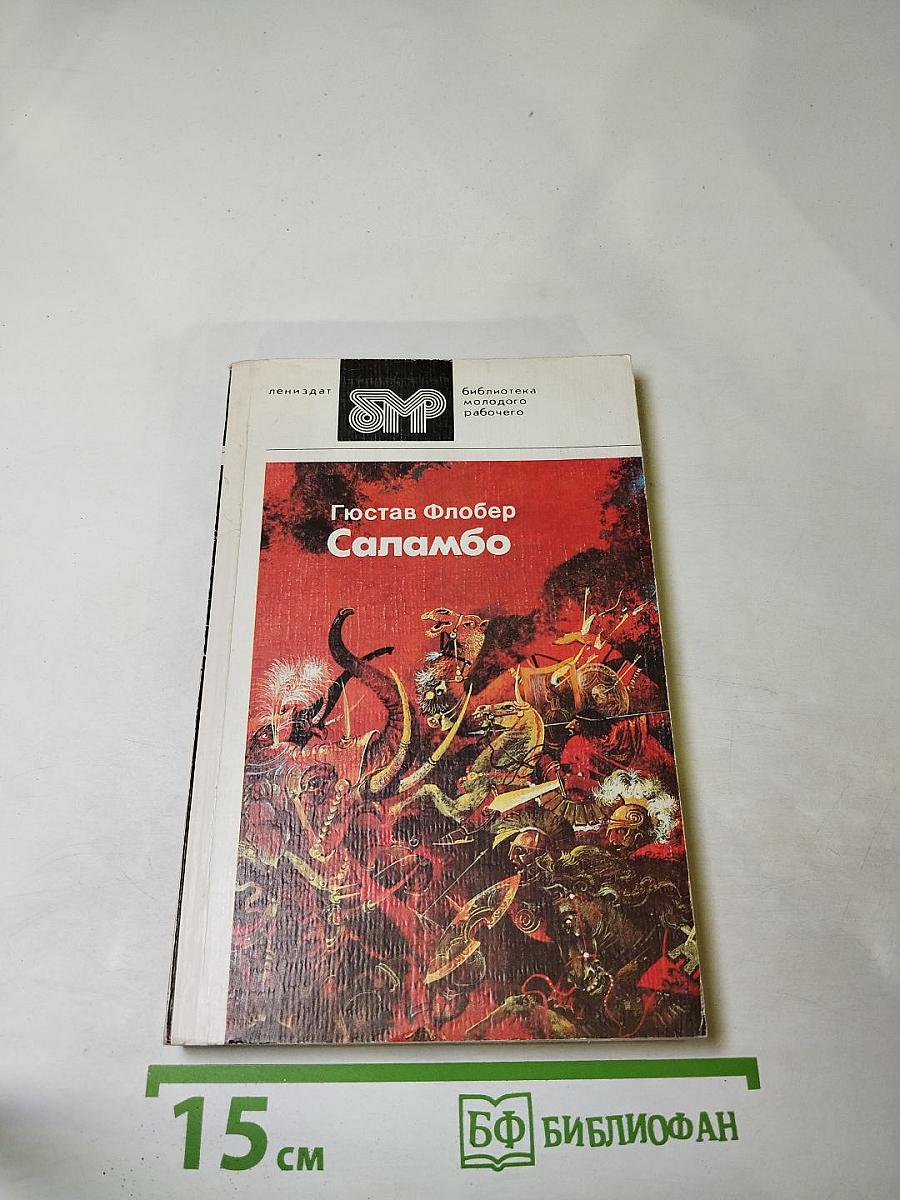 лениздат
бмр
библиотека
молодого
рабочего
Гюстав Флобер
Саламбо
15 см
БФ БИБЛИОФАН